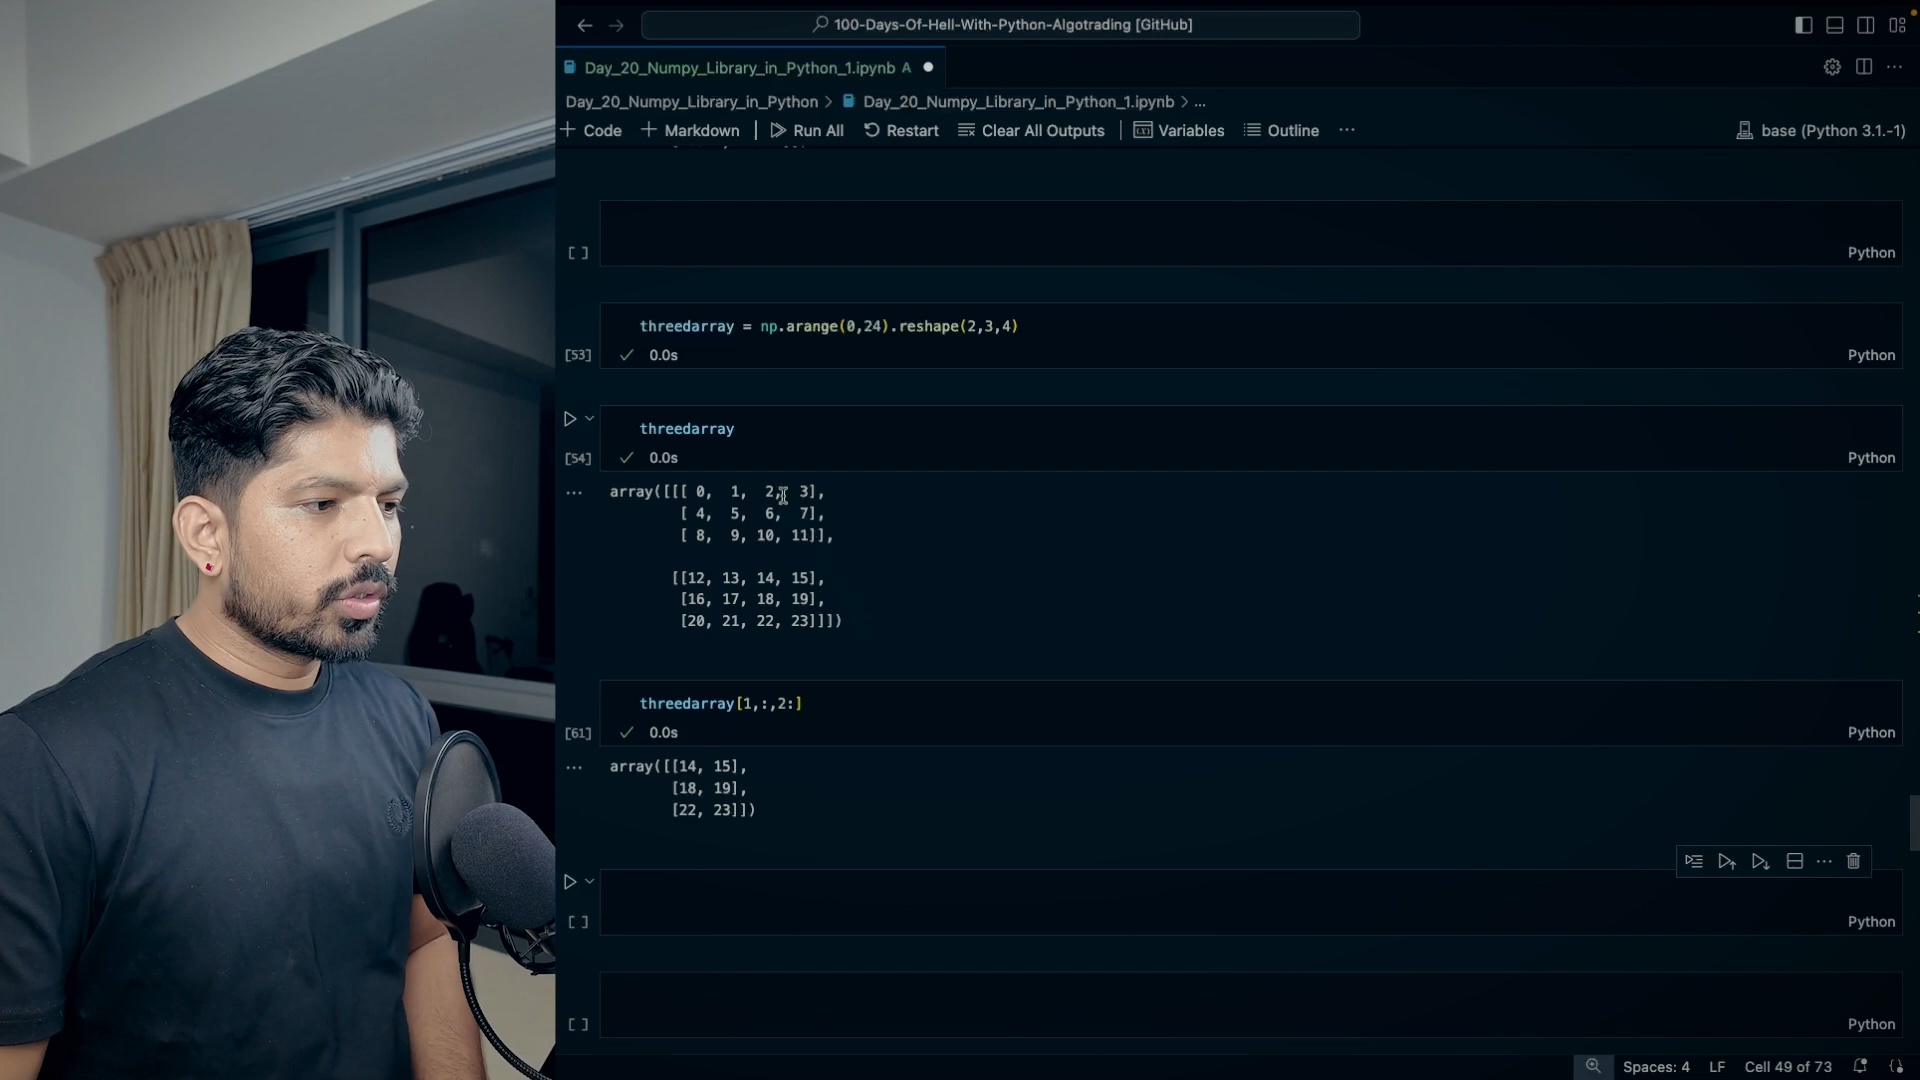 100-Days-Of-Hell-With-Python-Algotrading [GitHub]
Day_20_Numpy_Library_in_Python_1.ipynb A
Day_20_Numpy_Library_in_Python > Day_20_Numpy_Library_in_Python_1.ipynb > ...
+ Code + Markdown | Run All Restart Clear All Outputs | Variables Outline ... base (Python 3.1.-1)
[ ] Python
threedarray = np.arange(0,24).reshape(2,3,4)
[53] ✓ 0.0s Python
threedarray
[54] ✓ 0.0s Python
... array([[[ 0, 1, 2, 3],
[ 4, 5, 6, 7],
[ 8, 9, 10, 11]],
[[12, 13, 14, 15],
[16, 17, 18, 19],
[20, 21, 22, 23]]])
threedarray[1,:,2:]
[61] ✓ 0.0s Python
... array([[14, 15],
[18, 19],
[22, 23]])
[ ] Python
[ ] Python
Spaces: 4 LF Cell 49 of 73